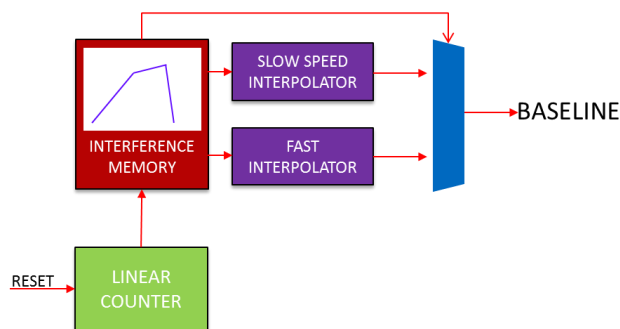 SLOW SPEED
INTERPOLATOR
INTERFERENCE
MEMORY
FAST
INTERPOLATOR
BASELINE
RESET
LINEAR
COUNTER